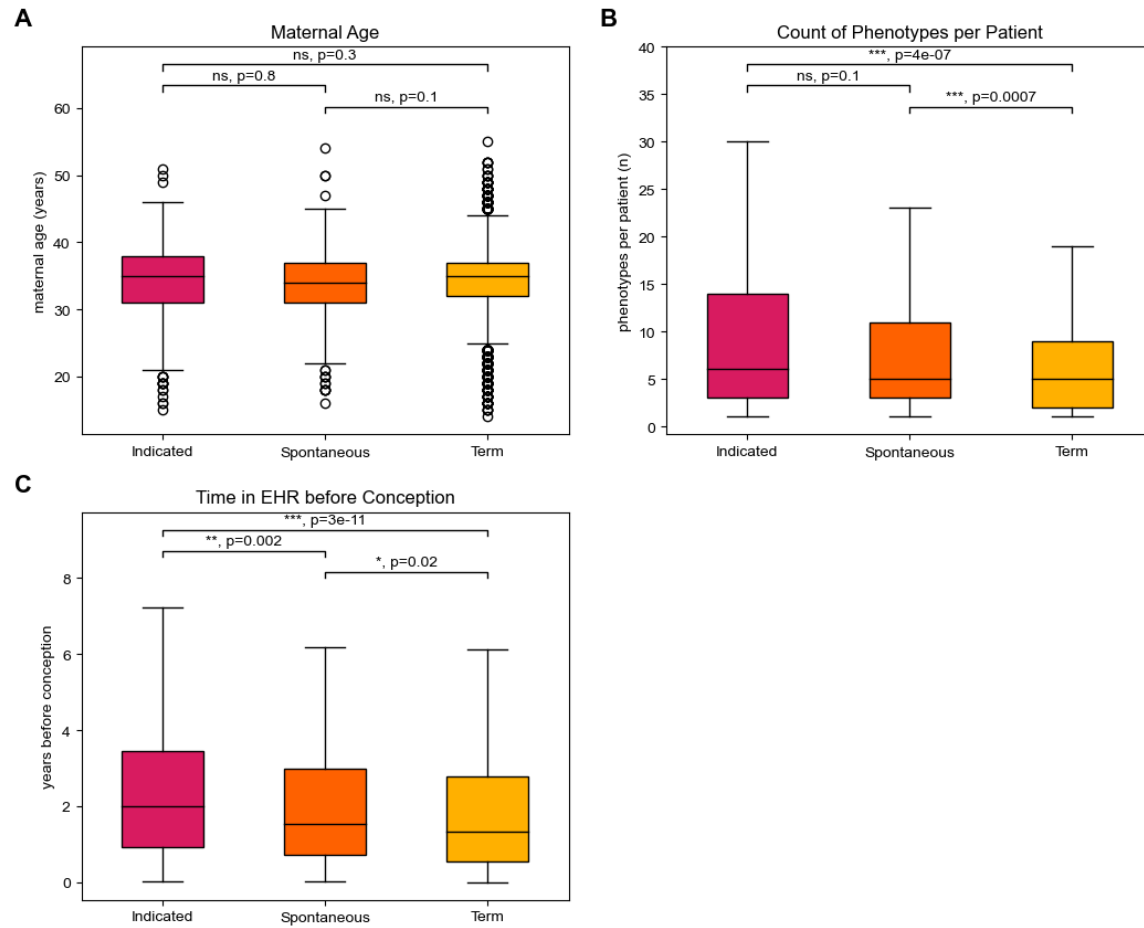 A
Maternal Age
ns, p=0.3
ns, p=0.8
ns, p=0.1
maternal age (years)
60
50
40
30
20
Indicated
Spontaneous
Term
B
Count of Phenotypes per Patient
***, p=4e-07
ns, p=0.1
***, p=0.0007
phenotypes per patient (n)
40
35
30
25
20
15
10
5
0
Indicated
Spontaneous
Term
C
Time in EHR before Conception
***, p=3e-11
**, p=0.002
*, p=0.02
years before conception
8
6
4
2
0
Indicated
Spontaneous
Term